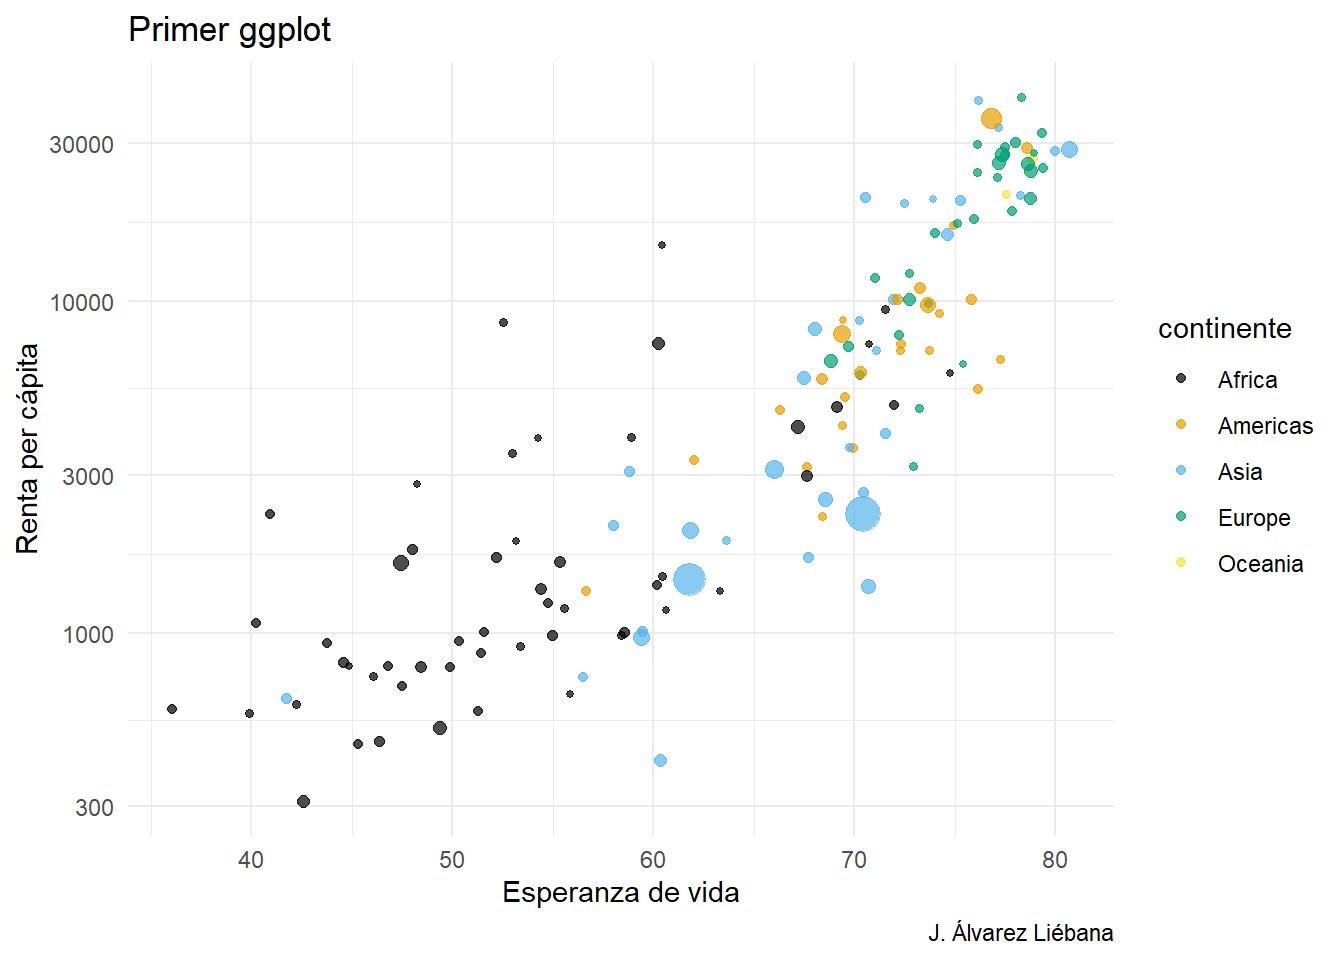 Primer ggplot
30000
10000
3000
1000
300
Renta per cápita
40 50 60 70 80
Esperanza de vida
continente
Africa
Americas
Asia
Europe
Oceania
J. Álvarez Liébana